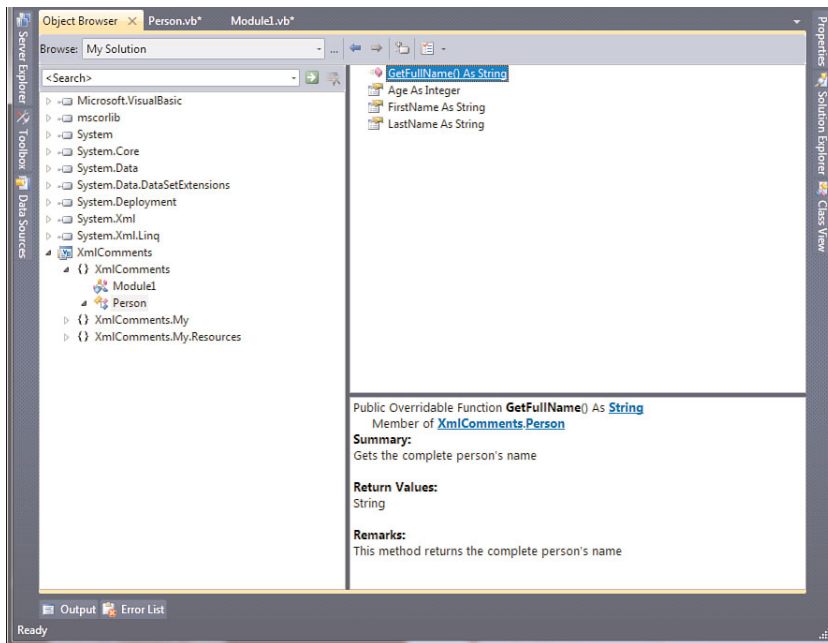 Object Browser
Person.vb*
Module1.vb*
Server Explorer
Toolbox
Data Sources
Browse: My Solution
...
<Search>
Microsoft.VisualBasic
mscorlib
System
System.Core
System.Data
System.Data.DataSetExtensions
System.Deployment
System.Xml
System.Xml.Linq
XmlComments
{} XmlComments
Module1
Person
{} XmlComments.My
{} XmlComments.My.Resources
GetFullName() As String
Age As Integer
FirstName As String
LastName As String
Public Overridable Function GetFullName() As String
Member of XmlComments.Person
Summary:
Gets the complete person's name
Return Values:
String
Remarks:
This method returns the complete person's name
Properties
Solution Explorer
Class View
Output
Error List
Ready